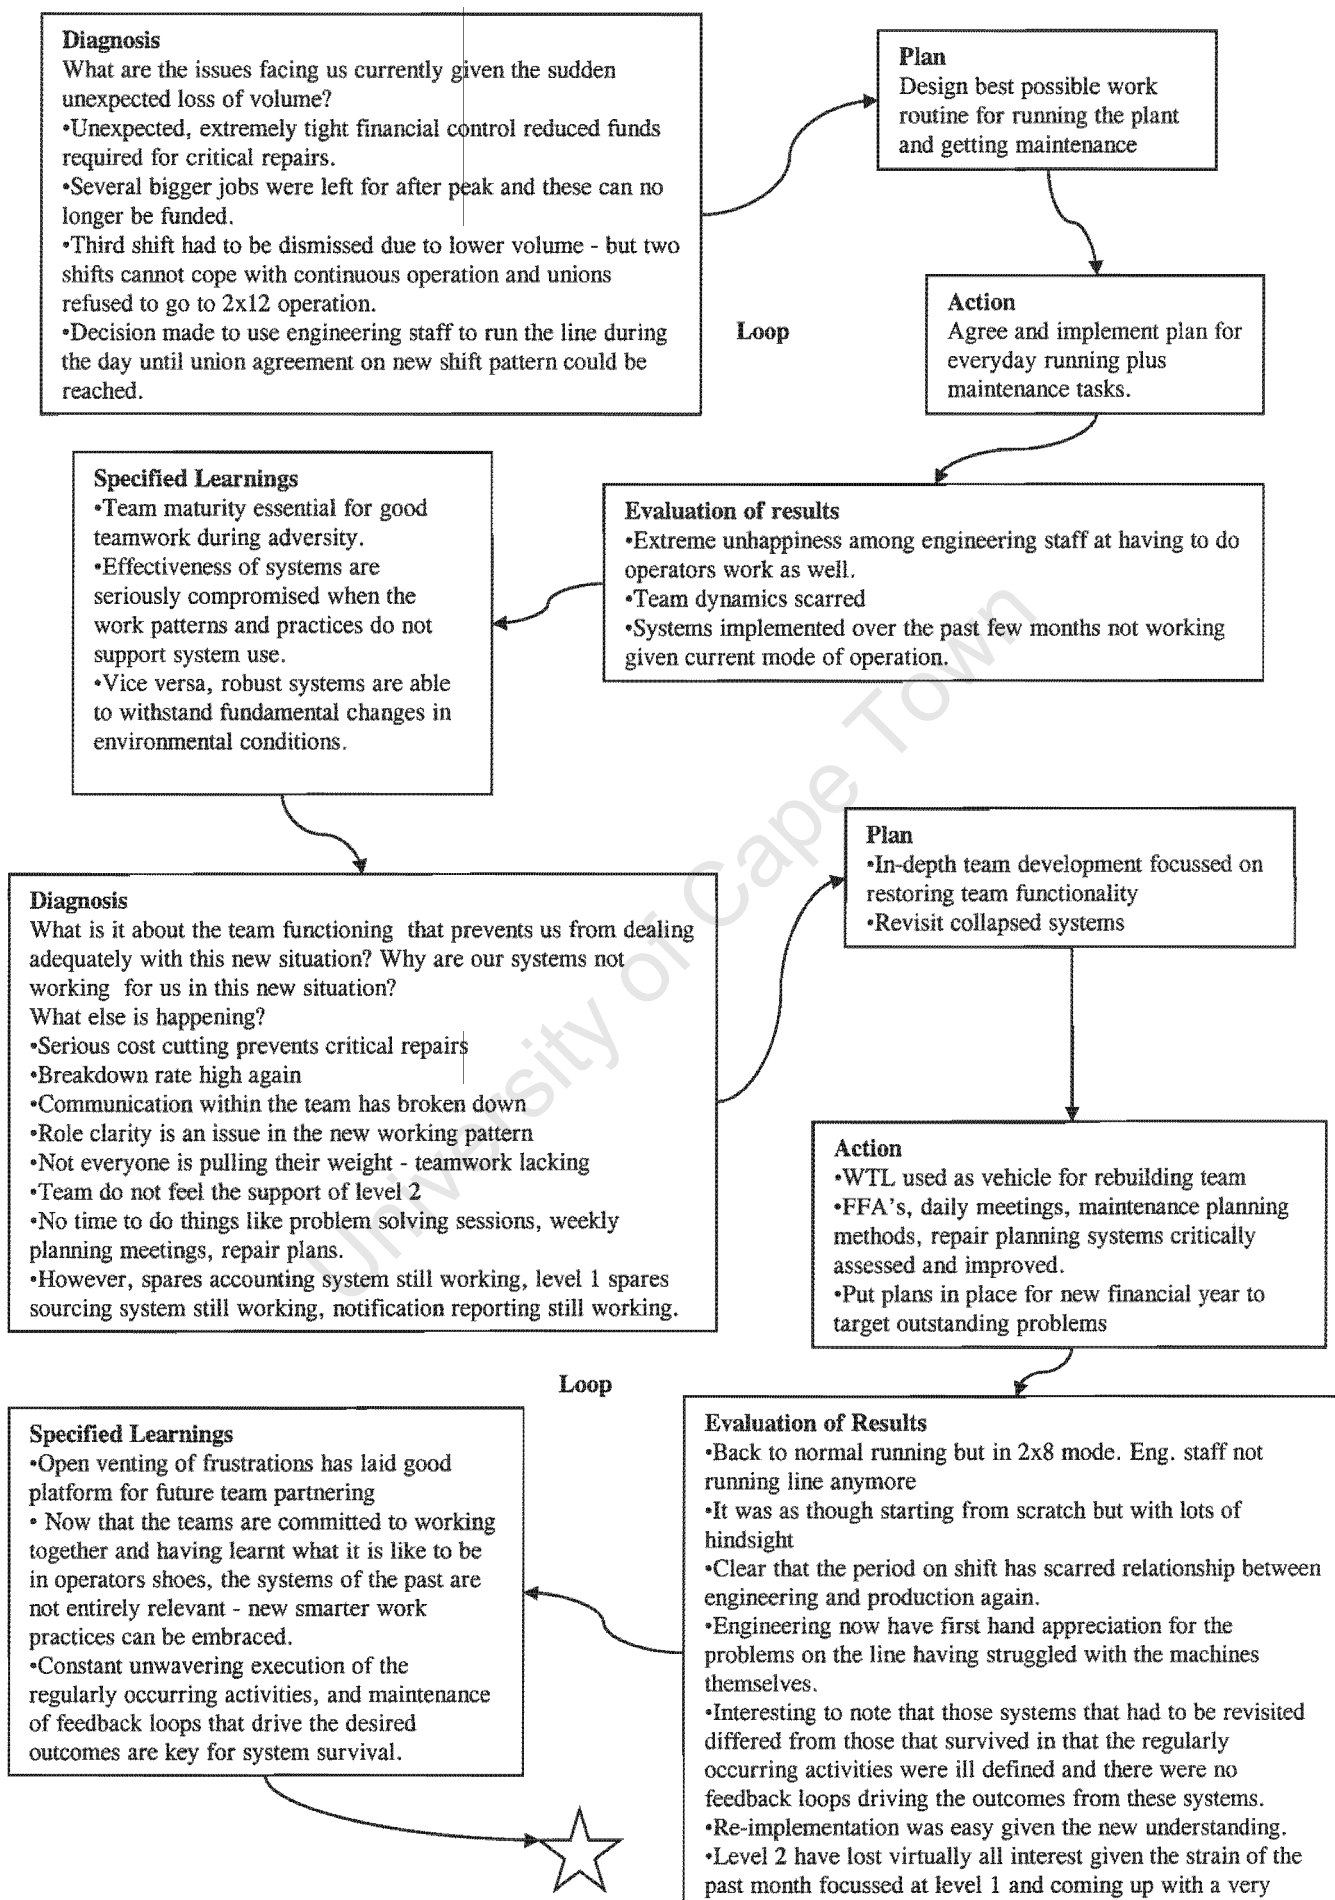 Diagnosis
What are the issues facing us currently given the sudden
unexpected loss of volume?
•Unexpected, extremely tight financial control reduced funds
required for critical repairs.
•Several bigger jobs were left for after peak and these can no
longer be funded.
•Third shift had to be dismissed due to lower volume - but two
shifts cannot cope with continuous operation and unions
refused to go to 2x12 operation.
•Decision made to use engineering staff to run the line during
the day until union agreement on new shift pattern could be
reached.
Plan
Design best possible work
routine for running the plant
and getting maintenance
Loop
Action
Agree and implement plan for
everyday running plus
maintenance tasks.
Evaluation of results
•Extreme unhappiness among engineering staff at having to do
operators work as well.
•Team dynamics scarred
•Systems implemented over the past few months not working
given current mode of operation.
Specified Learnings
•Team maturity essential for good
teamwork during adversity.
•Effectiveness of systems are
seriously compromised when the
work patterns and practices do not
support system use.
•Vice versa, robust systems are able
to withstand fundamental changes in
environmental conditions.
Diagnosis
What is it about the team functioning that prevents us from dealing
adequately with this new situation? Why are our systems not
working for us in this new situation?
What else is happening?
•Serious cost cutting prevents critical repairs
•Breakdown rate high again
•Communication within the team has broken down
•Role clarity is an issue in the new working pattern
•Not everyone is pulling their weight - teamwork lacking
•Team do not feel the support of level 2
•No time to do things like problem solving sessions, weekly
planning meetings, repair plans.
•However, spares accounting system still working, level 1 spares
sourcing system still working, notification reporting still working.
Plan
•In-depth team development focussed on
restoring team functionality
•Revisit collapsed systems
Action
•WTL used as vehicle for rebuilding team
•FFA's, daily meetings, maintenance planning
methods, repair planning systems critically
assessed and improved.
•Put plans in place for new financial year to
target outstanding problems
Loop
Evaluation of Results
•Back to normal running but in 2x8 mode. Eng. staff not
running line anymore
•It was as though starting from scratch but with lots of
hindsight
•Clear that the period on shift has scarred relationship between
engineering and production again.
•Engineering now have first hand appreciation for the
problems on the line having struggled with the machines
themselves.
•Interesting to note that those systems that had to be revisited
differed from those that survived in that the regularly
occurring activities were ill defined and there were no
feedback loops driving the outcomes from these systems.
•Re-implementation was easy given the new understanding.
•Level 2 have lost virtually all interest given the strain of the
past month focussed at level 1 and coming up with a very
Specified Learnings
•Open venting of frustrations has laid good
platform for future team partnering
• Now that the teams are committed to working
together and having learnt what it is like to be
in operators shoes, the systems of the past are
not entirely relevant - new smarter work
practices can be embraced.
•Constant unwavering execution of the
regularly occurring activities, and maintenance
of feedback loops that drive the desired
outcomes are key for system survival.
University of Cape Town